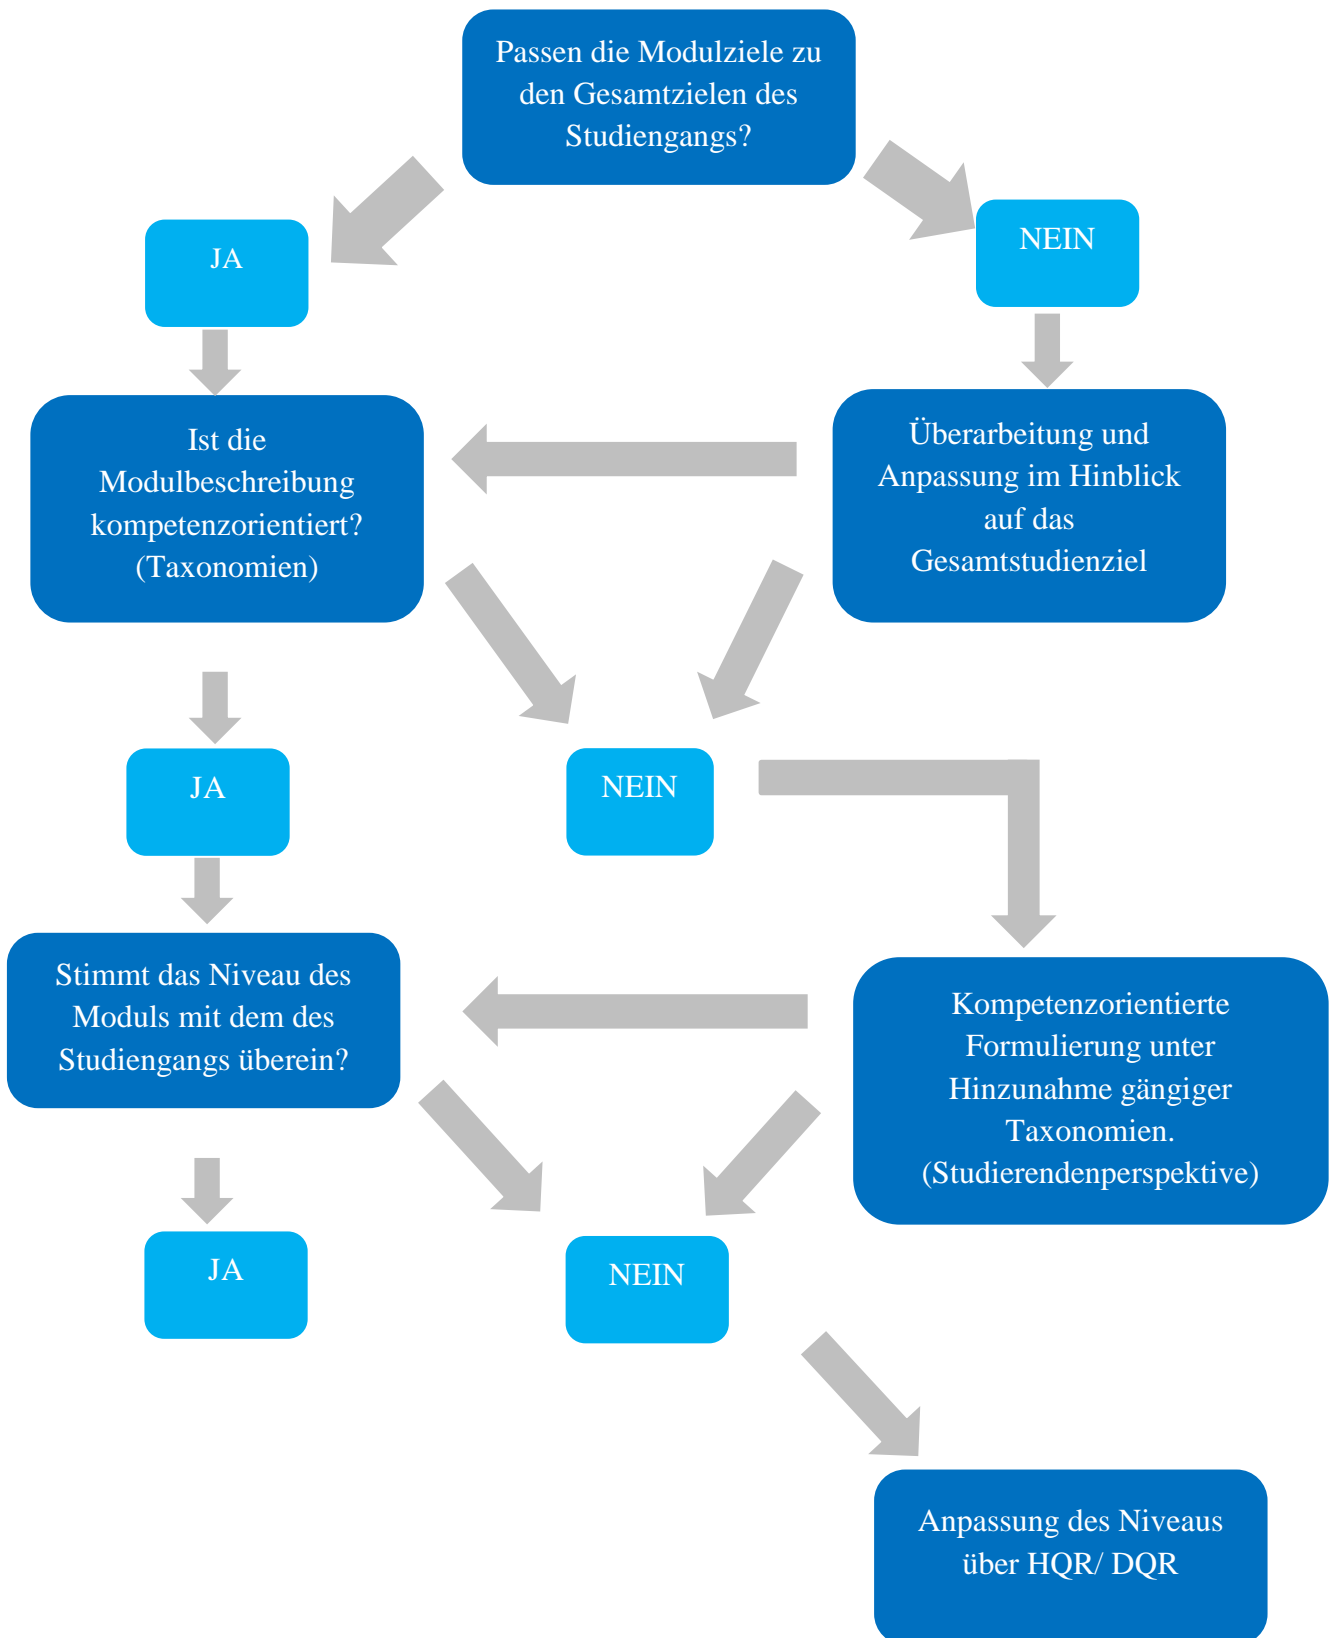 Passen die Modulziele zu
den Gesamtzielen des
Studiengangs?
JA
NEIN
Ist die
Modulbeschreibung
kompetenzorientiert?
(Taxonomien)
Überarbeitung und
Anpassung im Hinblick
auf das
Gesamtstudienziel
JA
NEIN
Stimmt das Niveau des
Moduls mit dem des
Studiengangs überein?
Kompetenzorientierte
Formulierung unter
Hinzunahme gängiger
Taxonomien.
(Studierendenperspektive)
JA
NEIN
Anpassung des Niveaus
über HQR/ DQR